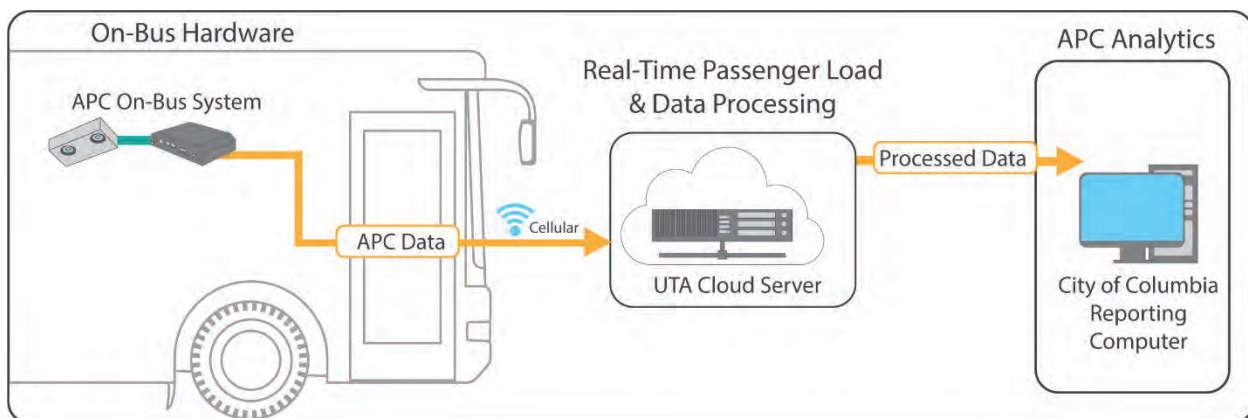 On-Bus Hardware
APC On-Bus System
APC Data
Cellular
Real-Time Passenger Load
& Data Processing
UTA Cloud Server
Processed Data
APC Analytics
City of Columbia
Reporting
Computer